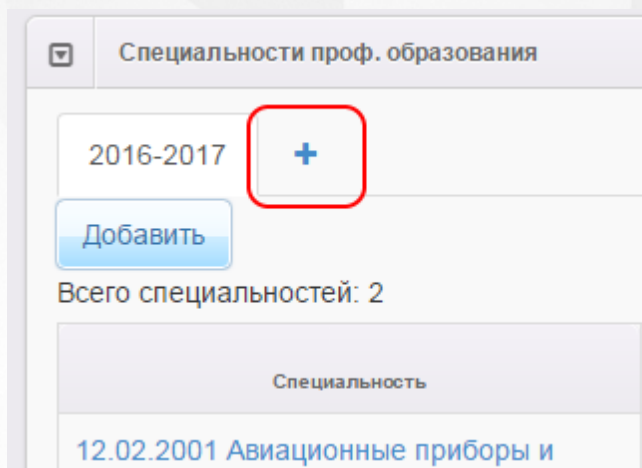 Специальности проф. образования
2016-2017 +
Добавить
Всего специальностей: 2
Специальность
12.02.2001 Авиационные приборы и